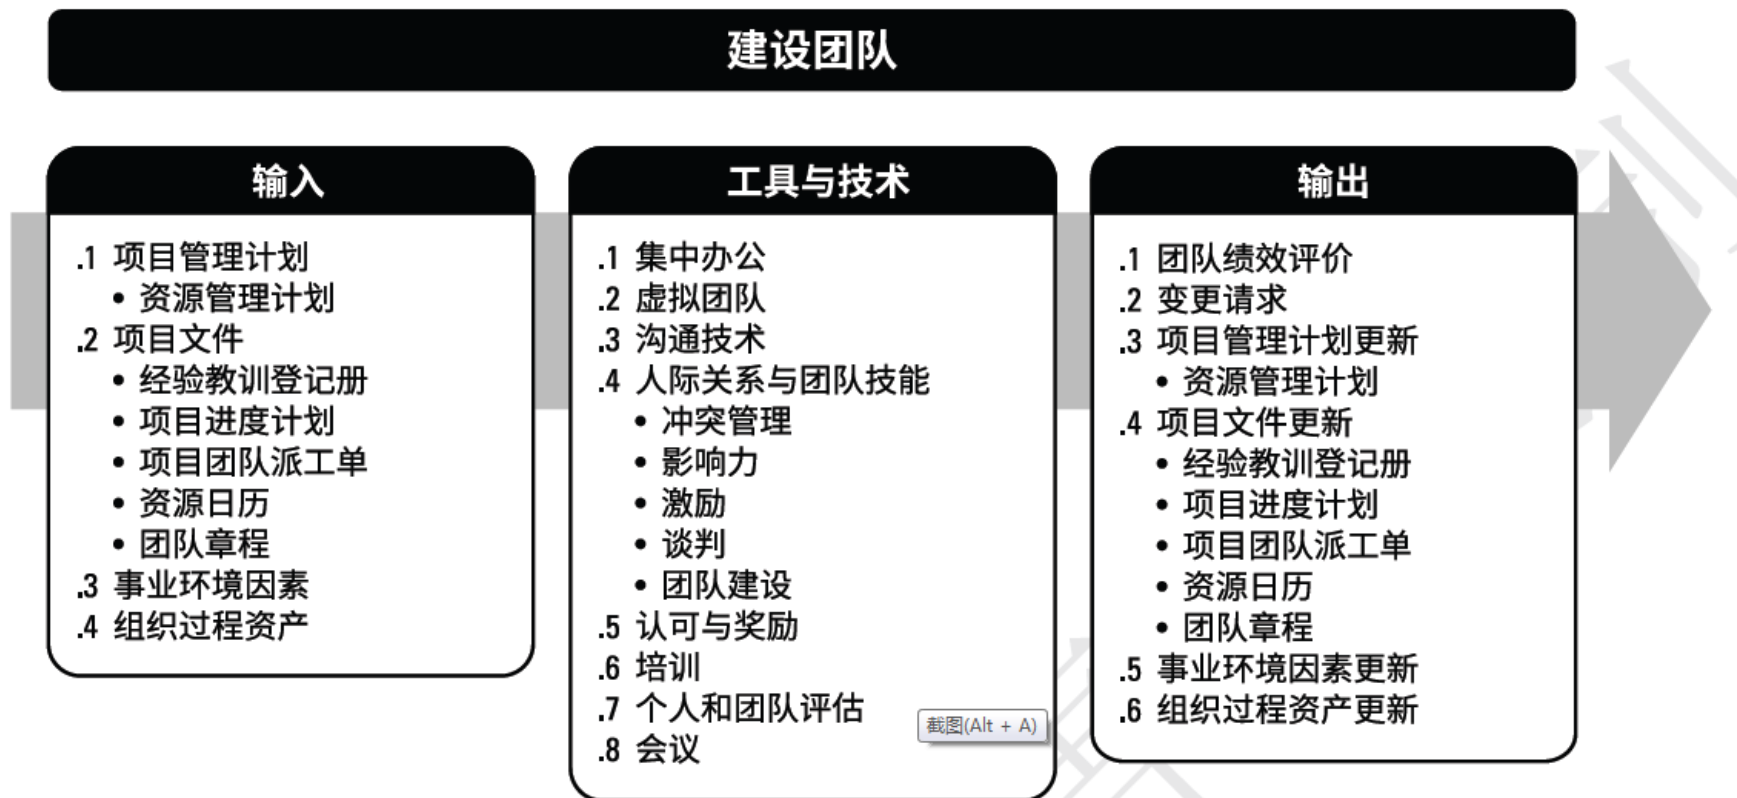 建设团队
输入
.1 项目管理计划
• 资源管理计划
.2 项目文件
• 经验教训登记册
• 项目进度计划
• 项目团队派工单
• 资源日历
• 团队章程
.3 事业环境因素
.4 组织过程资产
工具与技术
.1 集中办公
.2 虚拟团队
.3 沟通技术
.4 人际关系与团队技能
• 冲突管理
• 影响力
• 激励
• 谈判
• 团队建设
.5 认可与奖励
.6 培训
.7 个人和团队评估
.8 会议
截图(Alt + A)
输出
.1 团队绩效评价
.2 变更请求
.3 项目管理计划更新
• 资源管理计划
.4 项目文件更新
• 经验教训登记册
• 项目进度计划
• 项目团队派工单
• 资源日历
• 团队章程
.5 事业环境因素更新
.6 组织过程资产更新